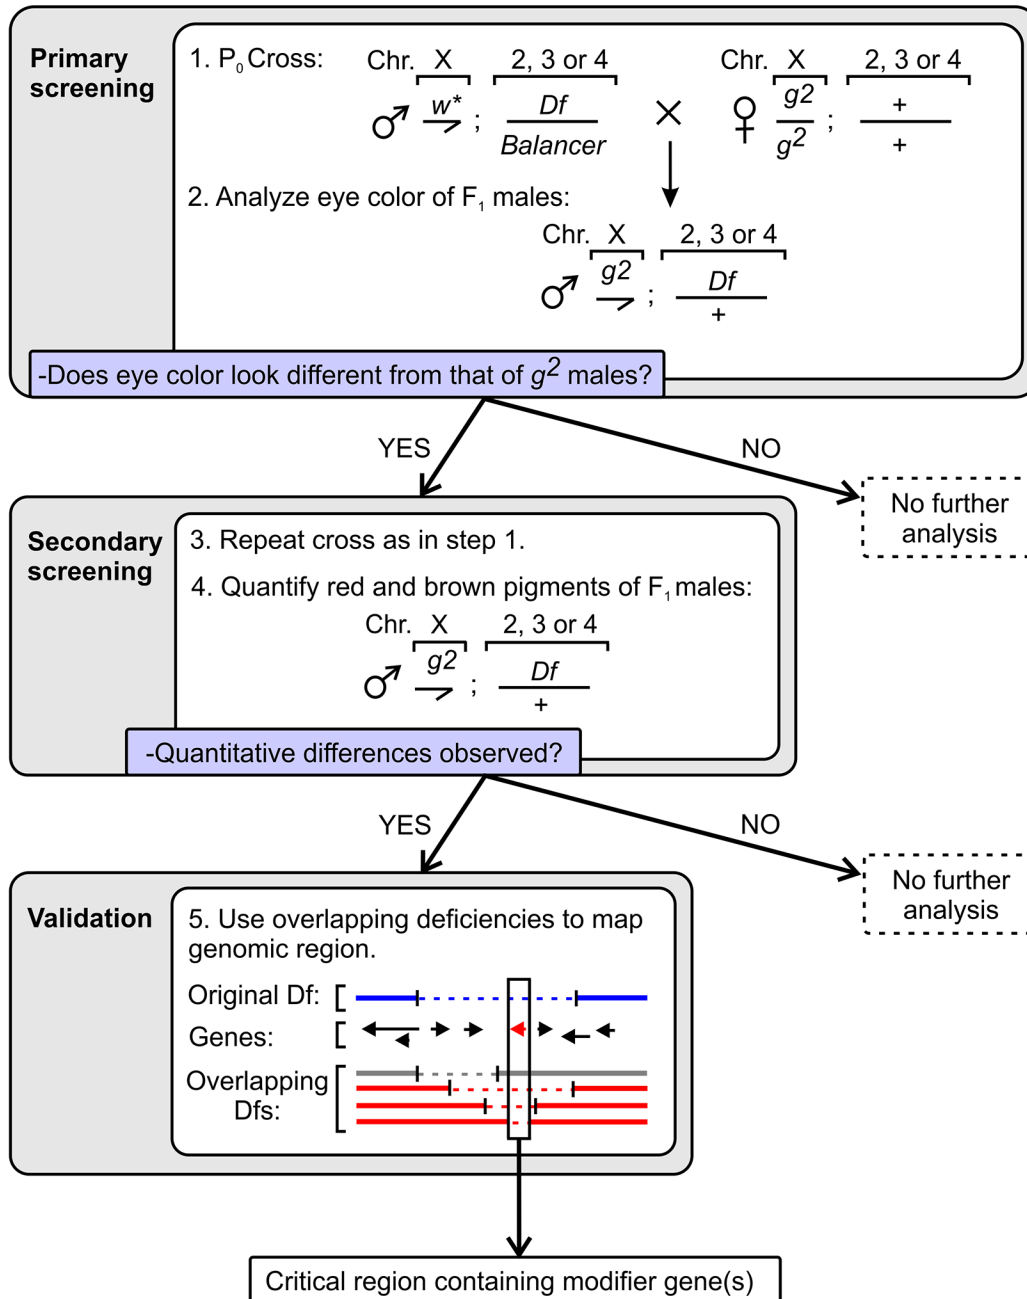 Primary
screening
1. P0 Cross:
Chr. X 2, 3 or 4 Chr. X 2, 3 or 4
♂ w* ; Df × ♀ g2 ; +
Balancer g2 +
2. Analyze eye color of F1 males:
Chr. X 2, 3 or 4
♂ g2 ; Df
+
-Does eye color look different from that of g2 males?
YES NO
No further
analysis
Secondary
screening
3. Repeat cross as in step 1.
4. Quantify red and brown pigments of F1 males:
Chr. X 2, 3 or 4
♂ g2 ; Df
+
-Quantitative differences observed?
YES NO
No further
analysis
Validation
5. Use overlapping deficiencies to map
genomic region.
Original Df:
Genes:
Overlapping
Dfs:
Critical region containing modifier gene(s)